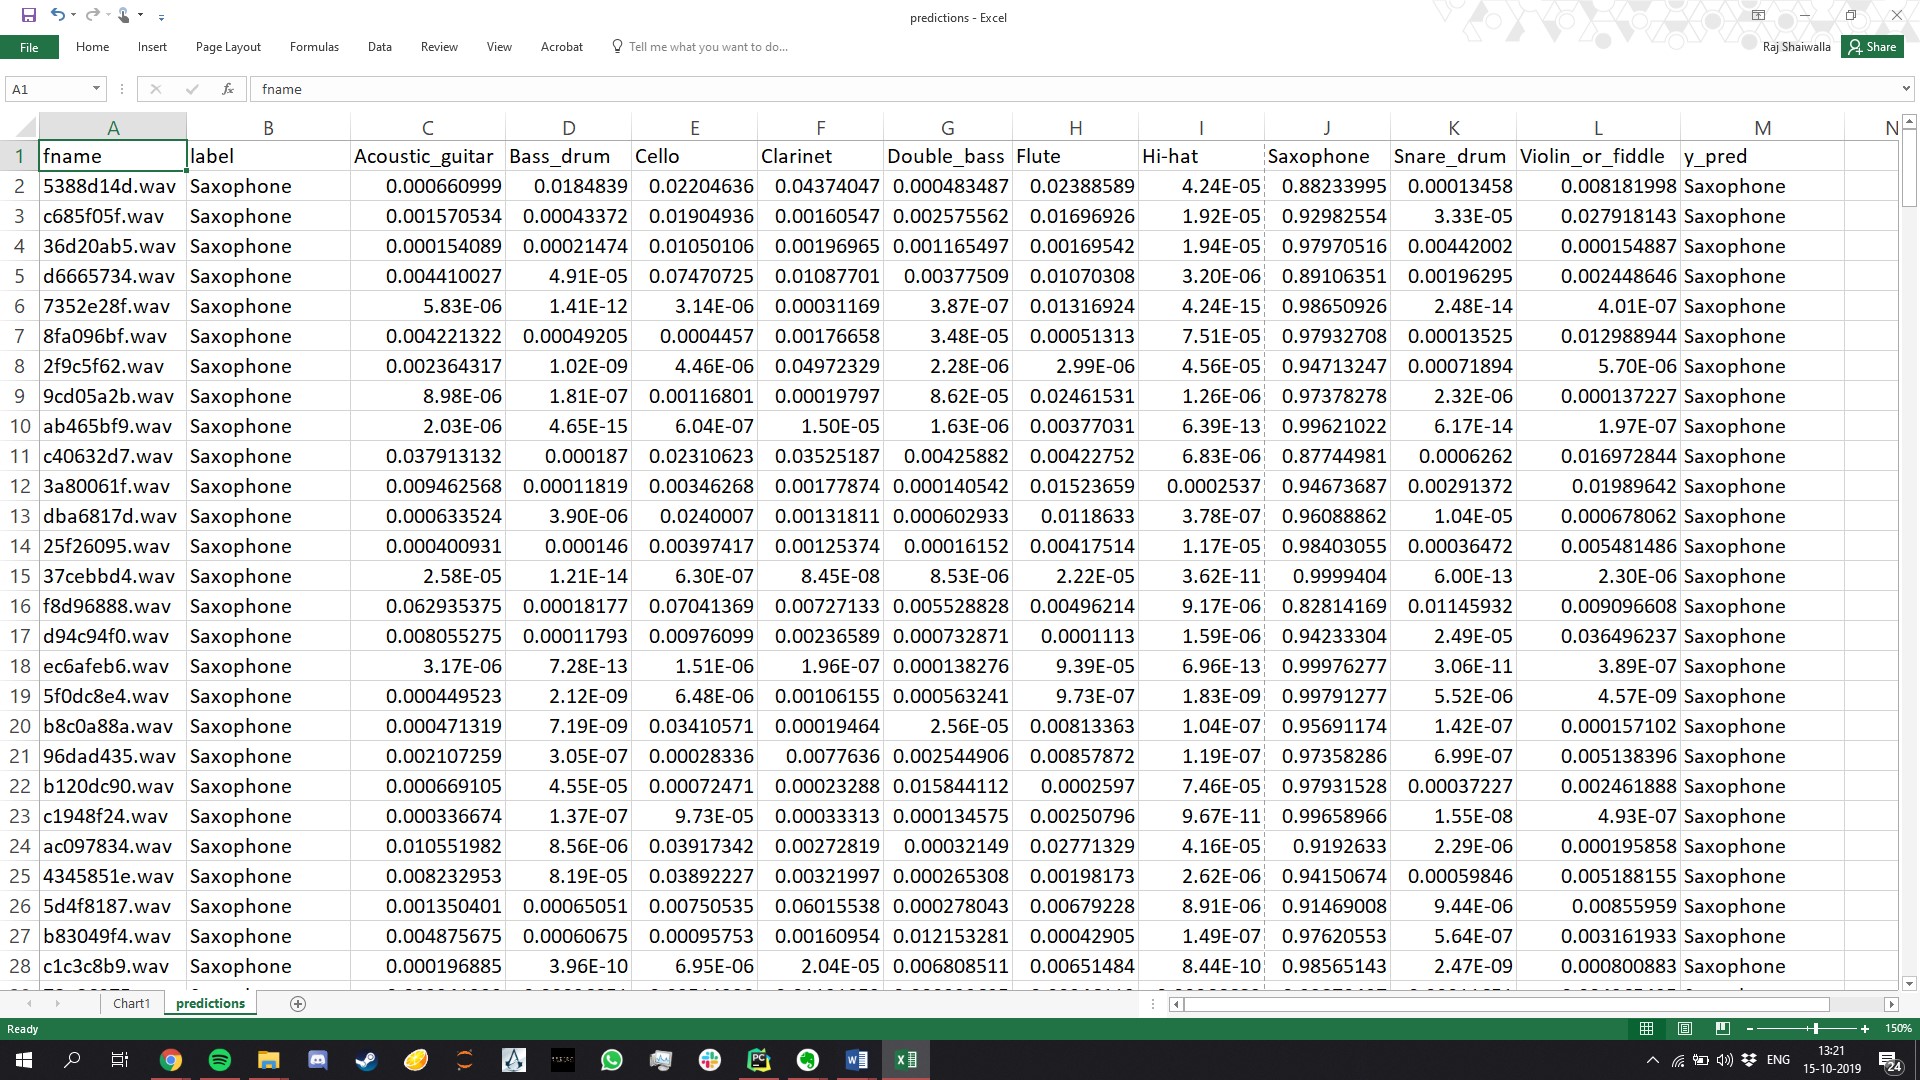 predictions - Excel
File Home Insert Page Layout Formulas Data Review View Acrobat Tell me what you want to do... Raj Shaiwalla Share
A1 fx fname
A B C D E F G H I J K L M N
1 fname label Acoustic_guitar Bass_drum Cello Clarinet Double_bass Flute Hi-hat Saxophone Snare_drum Violin_or_fiddle y_pred
2 5388d14d.wav Saxophone 0.000660999 0.0184839 0.02204636 0.04374047 0.000483487 0.02388589 4.24E-05 0.88233995 0.00013458 0.008181998 Saxophone
3 c685f05f.wav Saxophone 0.001570534 0.00043372 0.01904936 0.00160547 0.002575562 0.01696926 1.92E-05 0.92982554 3.33E-05 0.027918143 Saxophone
4 36d20ab5.wav Saxophone 0.000154089 0.00021474 0.01050106 0.00196965 0.001165497 0.00169542 1.94E-05 0.97970516 0.00442002 0.000154887 Saxophone
5 d6665734.wav Saxophone 0.004410027 4.91E-05 0.07470725 0.01087701 0.00377509 0.01070308 3.20E-06 0.89106351 0.00196295 0.002448646 Saxophone
6 7352e28f.wav Saxophone 5.83E-06 1.41E-12 3.14E-06 0.00031169 3.87E-07 0.01316924 4.24E-15 0.98650926 2.48E-14 4.01E-07 Saxophone
7 8fa096bf.wav Saxophone 0.004221322 0.00049205 0.0004457 0.00176658 3.48E-05 0.00051313 7.51E-05 0.97932708 0.00013525 0.012988944 Saxophone
8 2f9c5f62.wav Saxophone 0.002364317 1.02E-09 4.46E-06 0.04972329 2.28E-06 2.99E-06 4.56E-05 0.94713247 0.00071894 5.70E-06 Saxophone
9 9cd05a2b.wav Saxophone 8.98E-06 1.81E-07 0.00116801 0.00019797 8.62E-05 0.02461531 1.26E-06 0.97378278 2.32E-06 0.000137227 Saxophone
10 ab465bf9.wav Saxophone 2.03E-06 4.65E-15 6.04E-07 1.50E-05 1.63E-06 0.00377031 6.39E-13 0.99621022 6.17E-14 1.97E-07 Saxophone
11 c40632d7.wav Saxophone 0.037913132 0.000187 0.02310623 0.03525187 0.00425882 0.00422752 6.83E-06 0.87744981 0.0006262 0.016972844 Saxophone
12 3a80061f.wav Saxophone 0.009462568 0.00011819 0.00346268 0.00177874 0.000140542 0.01523659 0.0002537 0.94673687 0.00291372 0.01989642 Saxophone
13 dba6817d.wav Saxophone 0.000633524 3.90E-06 0.0240007 0.00131811 0.000602933 0.0118633 3.78E-07 0.96088862 1.04E-05 0.000678062 Saxophone
14 25f26095.wav Saxophone 0.000400931 0.000146 0.00397417 0.00125374 0.00016152 0.00417514 1.17E-05 0.98403055 0.00036472 0.005481486 Saxophone
15 37cebbd4.wav Saxophone 2.58E-05 1.21E-14 6.30E-07 8.45E-08 8.53E-06 2.22E-05 3.62E-11 0.9999404 6.00E-13 2.30E-06 Saxophone
16 f8d96888.wav Saxophone 0.062935375 0.00018177 0.07041369 0.00727133 0.005528828 0.00496214 9.17E-06 0.82814169 0.01145932 0.009096608 Saxophone
17 d94c94f0.wav Saxophone 0.008055275 0.00011793 0.00976099 0.00236589 0.000732871 0.0001113 1.59E-06 0.94233304 2.49E-05 0.036496237 Saxophone
18 ec6afeb6.wav Saxophone 3.17E-06 7.28E-13 1.51E-06 1.96E-07 0.000138276 9.39E-05 6.96E-13 0.99976277 3.06E-11 3.89E-07 Saxophone
19 5f0dc8e4.wav Saxophone 0.000449523 2.12E-09 6.48E-06 0.00106155 0.000563241 9.73E-07 1.83E-09 0.99791277 5.52E-06 4.57E-09 Saxophone
20 b8c0a88a.wav Saxophone 0.000471319 7.19E-09 0.03410571 0.00019464 2.56E-05 0.00813363 1.04E-07 0.95691174 1.42E-07 0.000157102 Saxophone
21 96dad435.wav Saxophone 0.002107259 3.05E-07 0.00028336 0.0077636 0.002544906 0.00857872 1.19E-07 0.97358286 6.99E-07 0.005138396 Saxophone
22 b120dc90.wav Saxophone 0.000669105 4.55E-05 0.00072471 0.00023288 0.015844112 0.0002597 7.46E-05 0.97931528 0.00037227 0.002461888 Saxophone
23 c1948f24.wav Saxophone 0.000336674 1.37E-07 9.73E-05 0.00033313 0.000134575 0.00250796 9.67E-11 0.99658966 1.55E-08 4.93E-07 Saxophone
24 ac097834.wav Saxophone 0.010551982 8.56E-06 0.03917342 0.00272819 0.00032149 0.02771329 4.16E-05 0.9192633 2.29E-06 0.000195858 Saxophone
25 4345851e.wav Saxophone 0.008232953 8.19E-05 0.03892227 0.00321997 0.000265308 0.00198173 2.62E-06 0.94150674 0.00059846 0.005188155 Saxophone
26 5d4f8187.wav Saxophone 0.001350401 0.00065051 0.00750535 0.06015538 0.000278043 0.00679228 8.91E-06 0.91469008 9.44E-06 0.00855959 Saxophone
27 b83049f4.wav Saxophone 0.004875675 0.00060675 0.00095753 0.00160954 0.012153281 0.00042905 1.49E-07 0.97620553 5.64E-07 0.003161933 Saxophone
28 c1c3c8b9.wav Saxophone 0.000196885 3.96E-10 6.95E-06 2.04E-05 0.006808511 0.00651484 8.44E-10 0.98565143 2.47E-09 0.000800883 Saxophone
Chart1 predictions
Ready 150%
ENG 13:21
15-10-2019 24